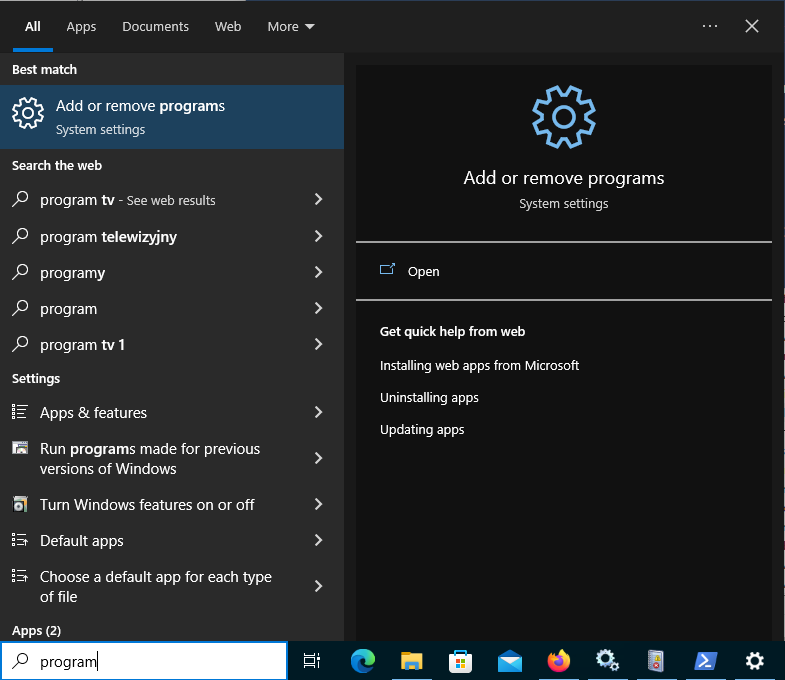 All Apps Documents Web More
Best match
Add or remove programs
System settings
Search the web
program tv - See web results
program telewizyjny
programy
program
program tv 1
Settings
Apps & features
Run programs made for previous
versions of Windows
Turn Windows features on or off
Default apps
Choose a default app for each type
of file
Apps (2)
program
Add or remove programs
System settings
Open
Get quick help from web
Installing web apps from Microsoft
Uninstalling apps
Updating apps